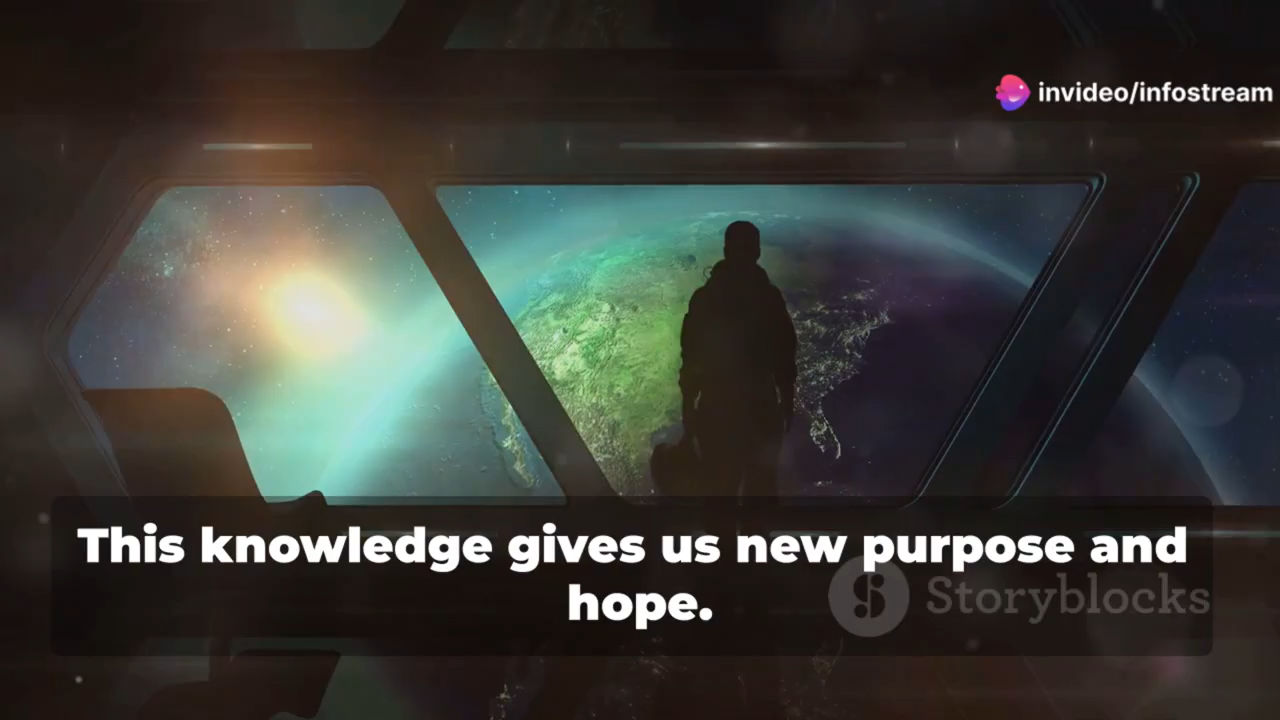 invideo/infostream
This knowledge gives us new purpose and
hope.
Storyblocks